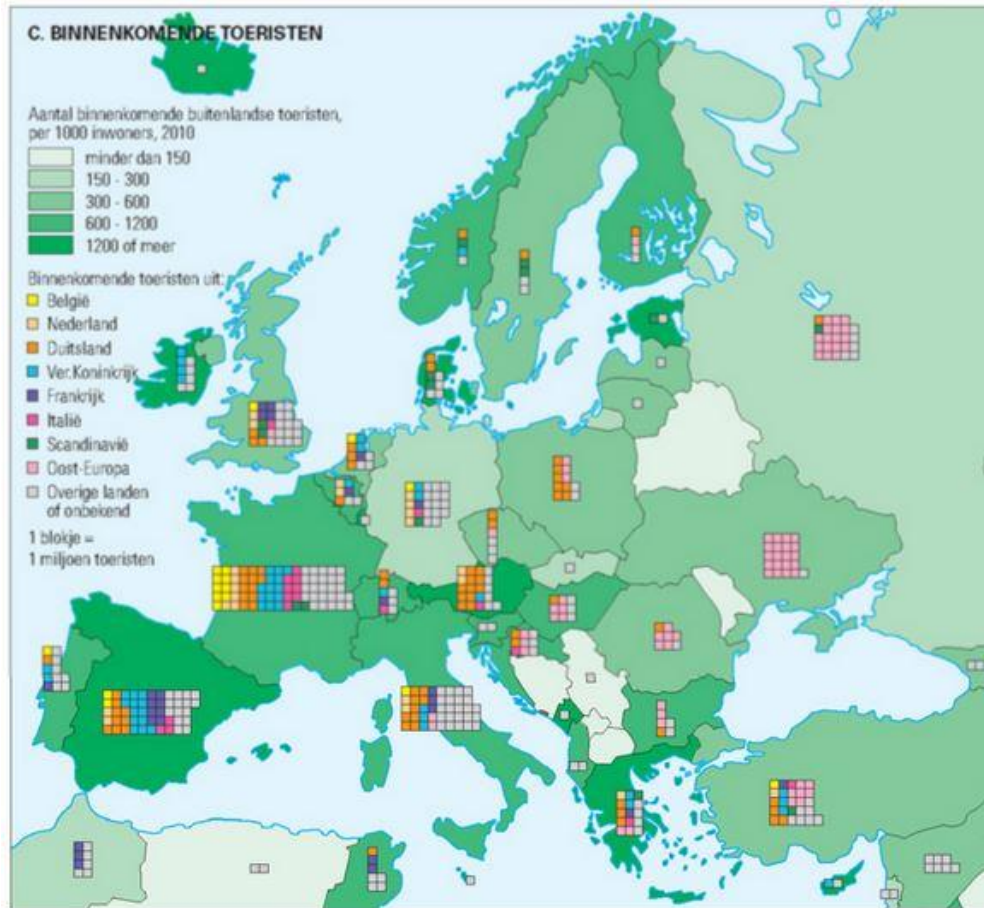 C. BINNENKOMENDE TOERISTEN
Aantal binnenkomende buitenlandse toeristen,
per 1000 inwoners, 2010
minder dan 150
150 - 300
300 - 600
600 - 1200
1200 of meer
Binnenkomende toeristen uit:
België
Nederland
Duitsland
Ver.Koninkrijk
Frankrijk
Italië
Scandinavië
Oost-Europa
Overige landen
of onbekend
1 blokje =
1 miljoen toeristen